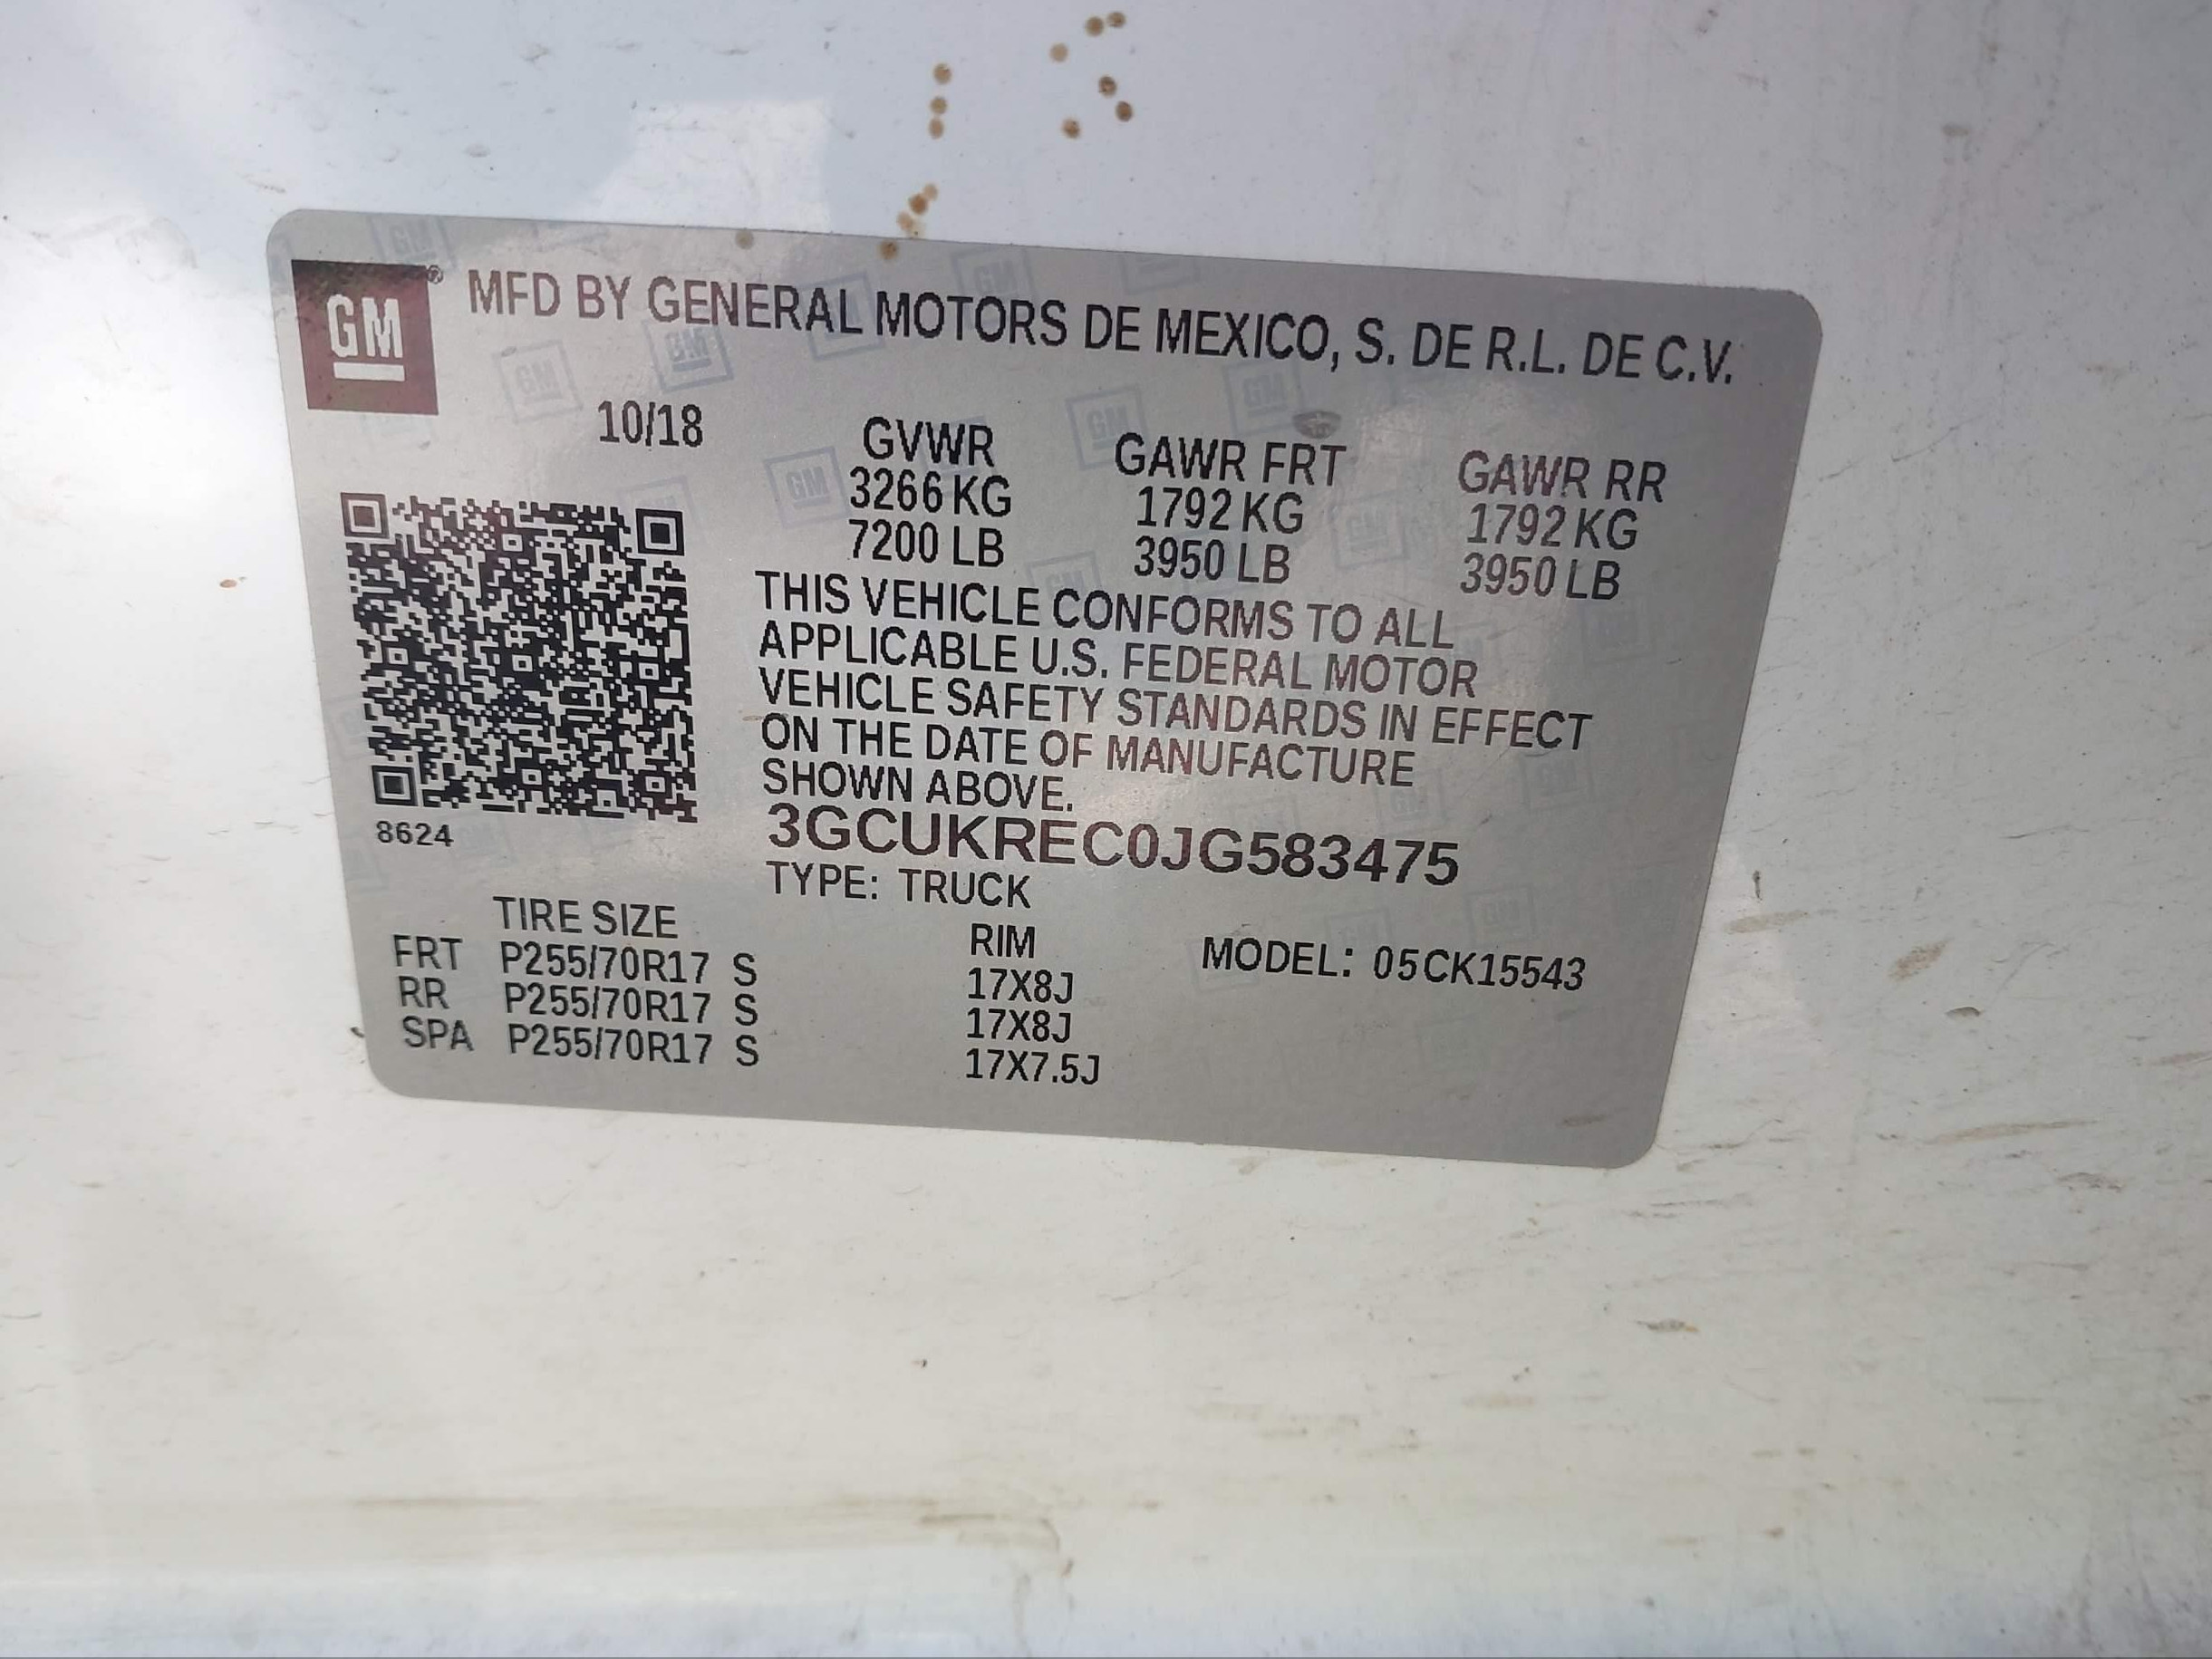 GM® MFD BY GENERAL MOTORS DE MEXICO, S. DE R.L. DE C.V.
10/18
GVWR GAWR FRT GAWR RR
3266 KG 1792 KG 1792 KG
7200 LB 3950 LB 3950 LB
THIS VEHICLE CONFORMS TO ALL
APPLICABLE U.S. FEDERAL MOTOR
VEHICLE SAFETY STANDARDS IN EFFECT
ON THE DATE OF MANUFACTURE
SHOWN ABOVE.
8624
3GCUKREC0JG583475
TYPE: TRUCK
TIRE SIZE RIM MODEL: 05CK15543
FRT P255/70R17 S 17X8J
RR P255/70R17 S 17X8J
SPA P255/70R17 S 17X7.5J